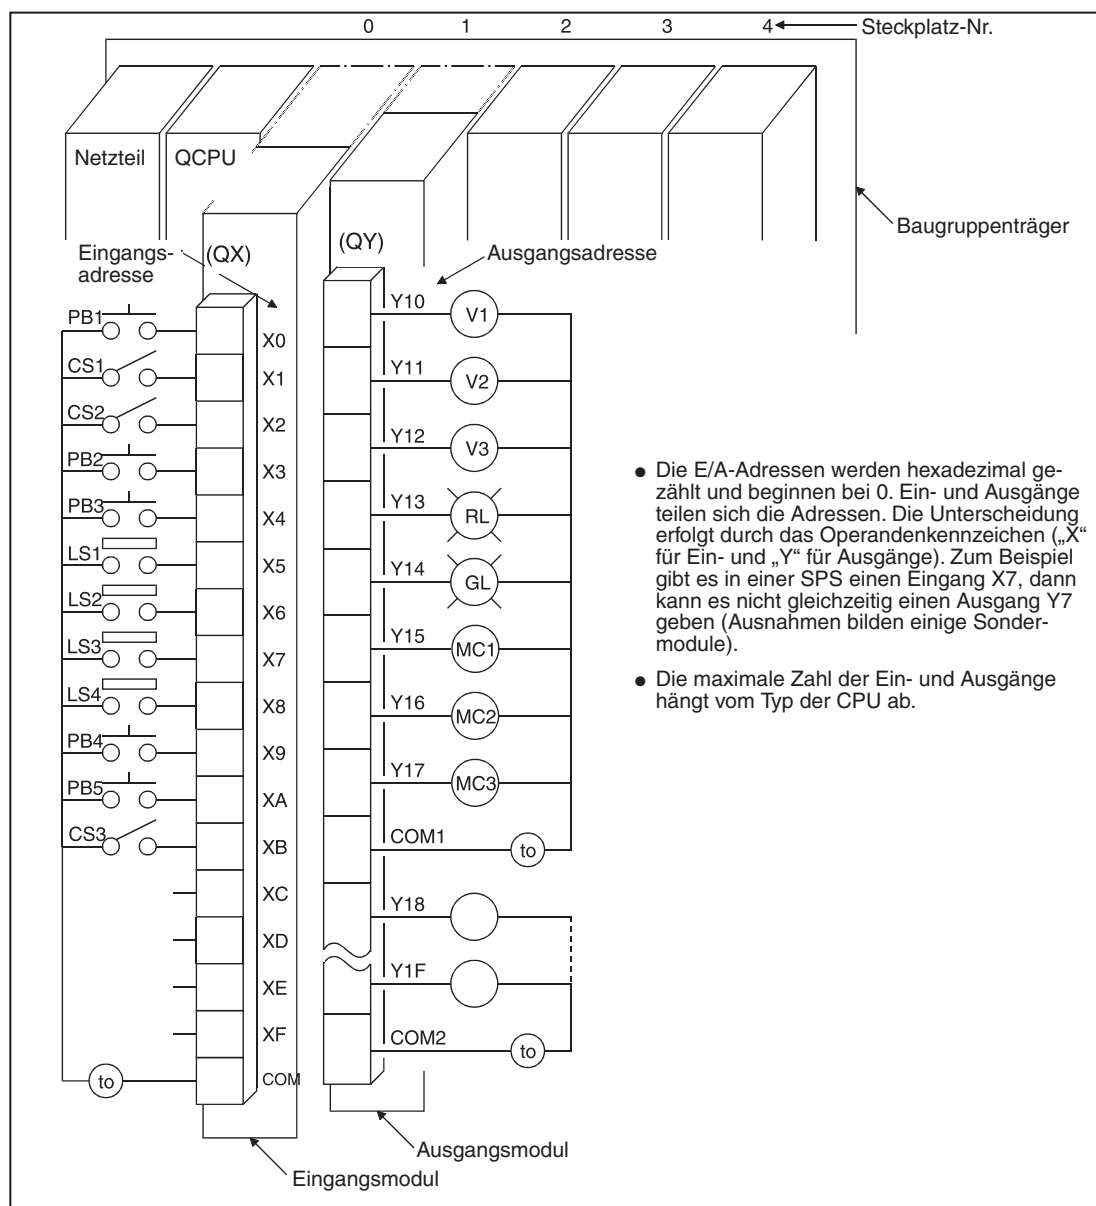 0 1 2 3 4 Steckplatz-Nr.
Netzteil
QCPU
Baugruppenträger
Eingangs-
adresse
(QX)
(QY)
Ausgangsadresse
PB1 X0
CS1 X1
CS2 X2
PB2 X3
PB3 X4
LS1 X5
LS2 X6
LS3 X7
LS4 X8
PB4 X9
PB5 XA
CS3 XB
XC
XD
XE
XF
to COM
Y10 V1
Y11 V2
Y12 V3
Y13 RL
Y14 GL
Y15 MC1
Y16 MC2
Y17 MC3
COM1 to
Y18
Y1F
COM2 to
Ausgangsmodul
Eingangsmodul
● Die E/A-Adressen werden hexadezimal ge-
zählt und beginnen bei 0. Ein- und Ausgänge
teilen sich die Adressen. Die Unterscheidung
erfolgt durch das Operandenkennzeichen („X“
für Ein- und „Y“ für Ausgänge). Zum Beispiel
gibt es in einer SPS einen Eingang X7, dann
kann es nicht gleichzeitig einen Ausgang Y7
geben (Ausnahmen bilden einige Sonder-
module).
● Die maximale Zahl der Ein- und Ausgänge
hängt vom Typ der CPU ab.